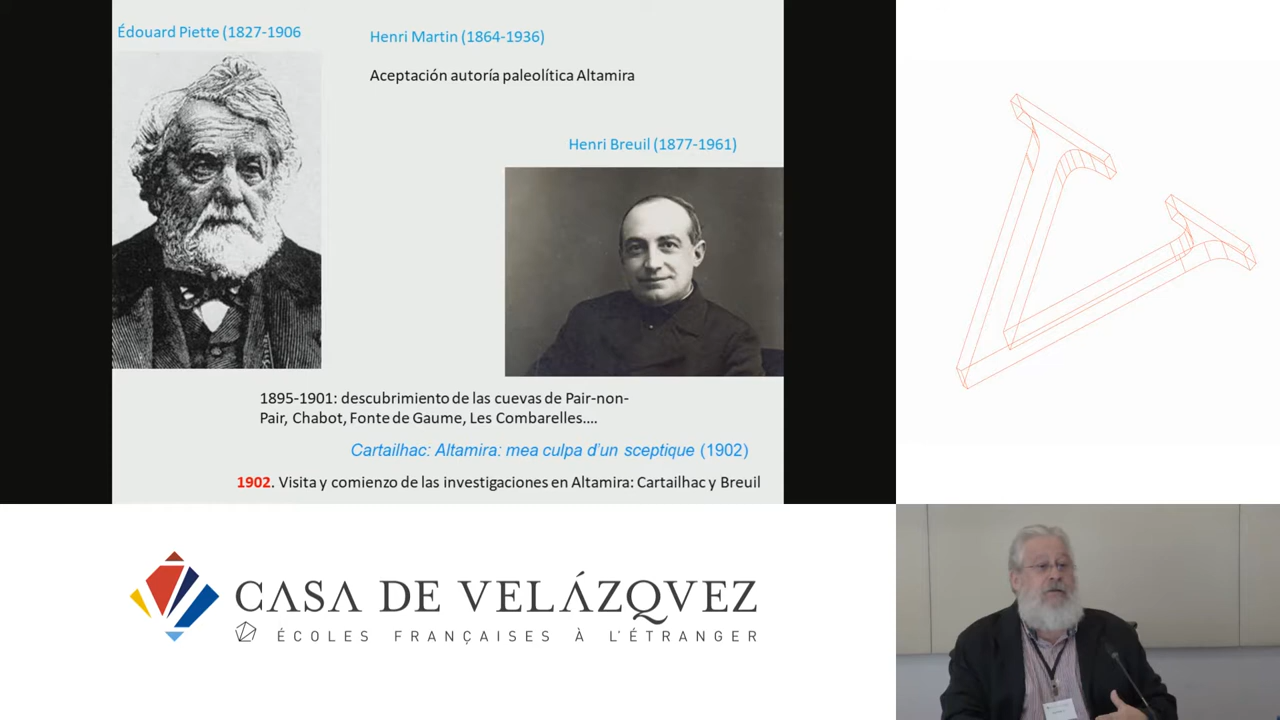 Édouard Piette (1827-1906
Henri Martin (1864-1936)
Aceptación autoría paleolítica Altamira
Henri Breuil (1877-1961)
1895-1901: descubrimiento de las cuevas de Pair-non-
Pair, Chabot, Fonte de Gaume, Les Combarelles....
Cartailhac: Altamira: mea culpa d'un sceptique (1902)
1902. Visita y comienzo de las investigaciones en Altamira: Cartailhac y Breuil
CASA DE VELÁZQVEZ
ÉCOLES FRANÇAISES À L'ÉTRANGER